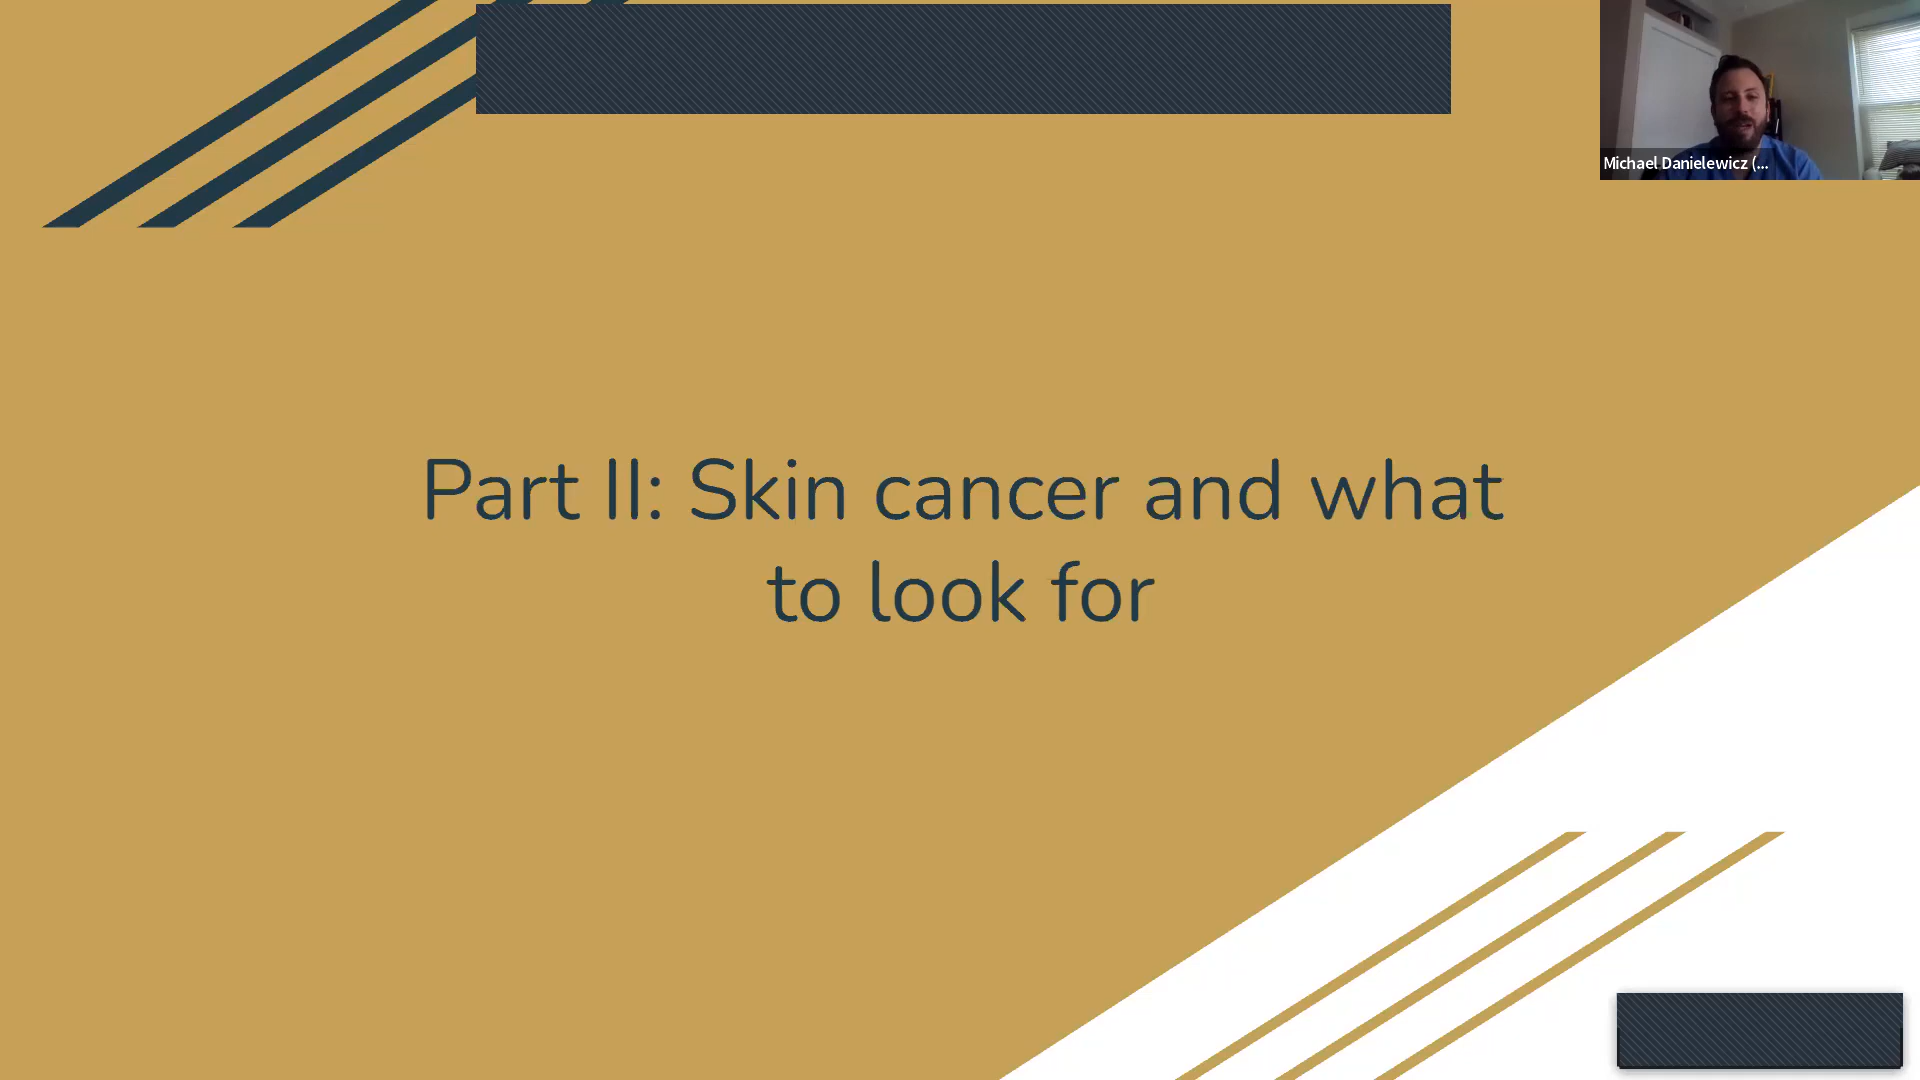 Michael Danielewicz (...
Part II: Skin cancer and what
to look for